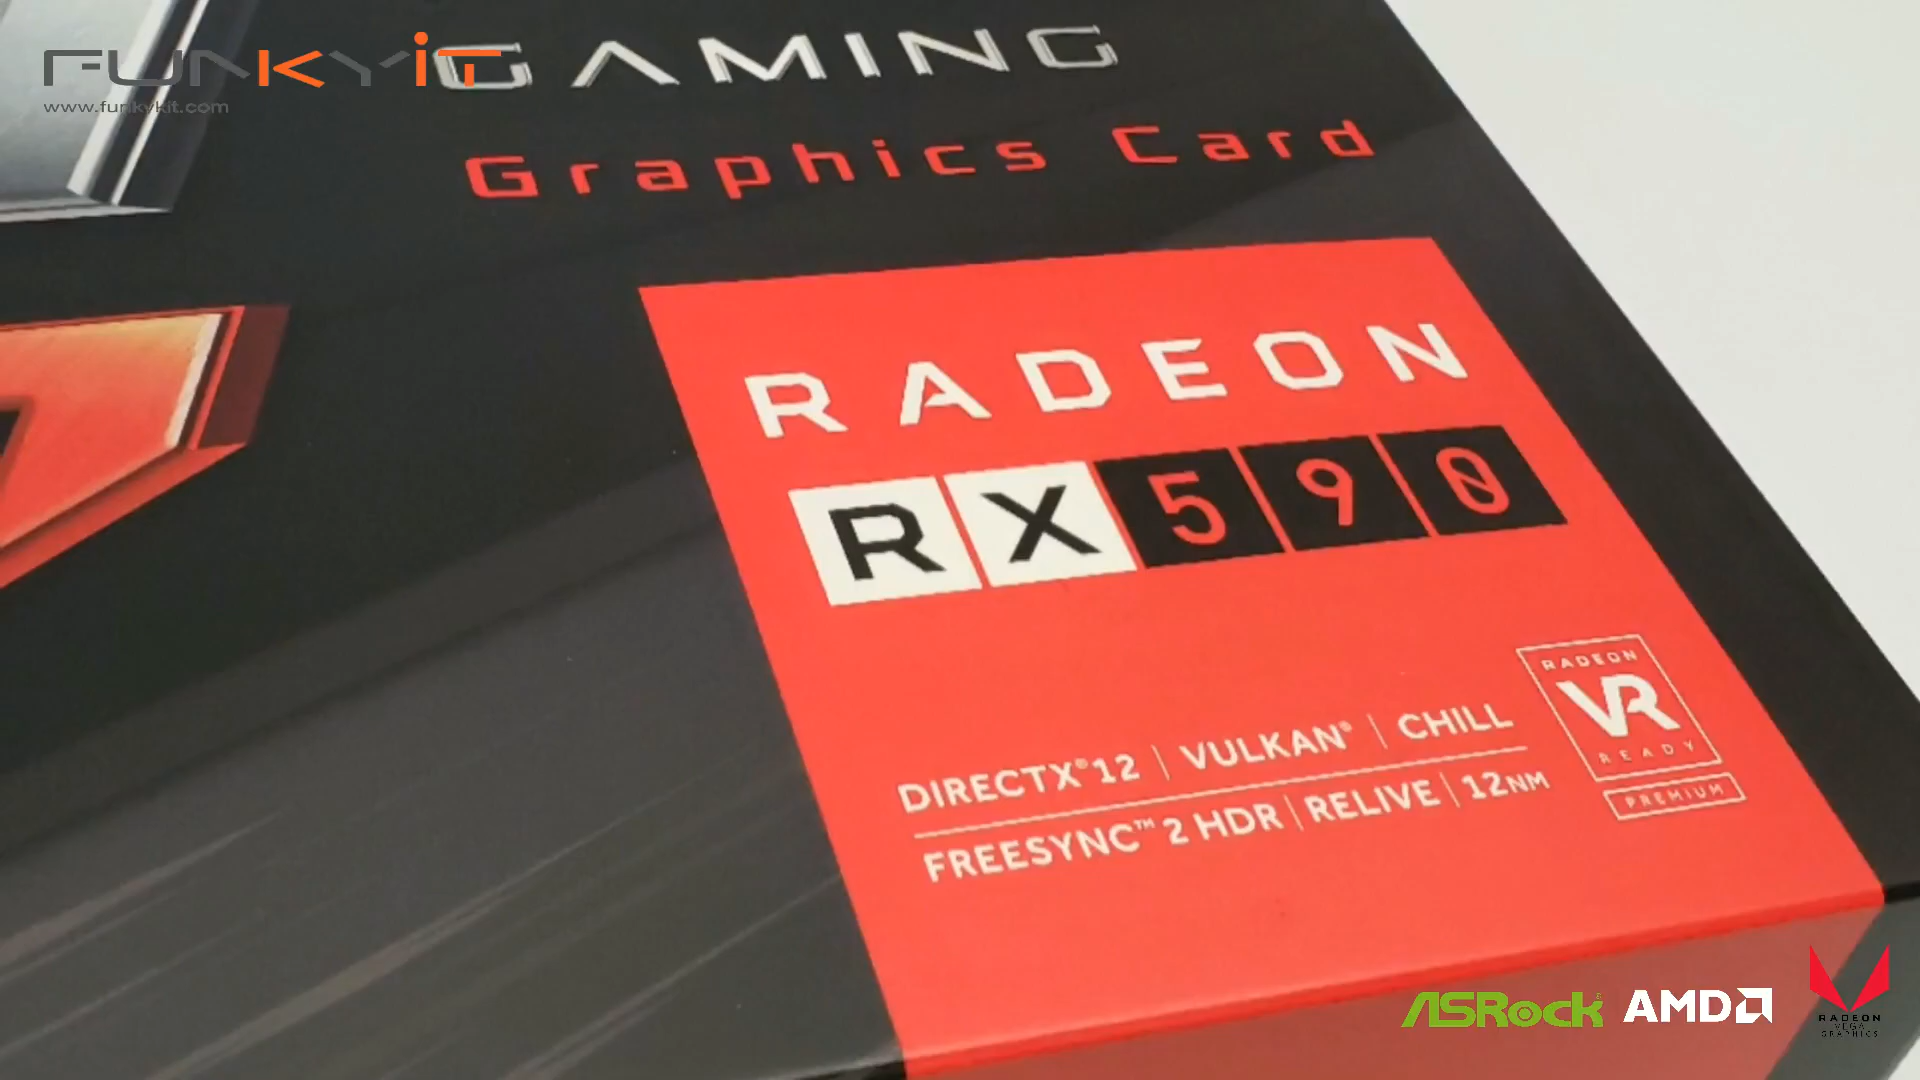 FUNKYKIT
www.funkykit.com
GAMING
Graphics Card
RADEON
RX 590
DIRECTX® 12 | VULKAN® | CHILL
FREESYNC™ 2 HDR | RELIVE | 12NM
RADEON
VR
READY
PREMIUM
ASRock
AMD
RADEON
VEGA
GRAPHICS